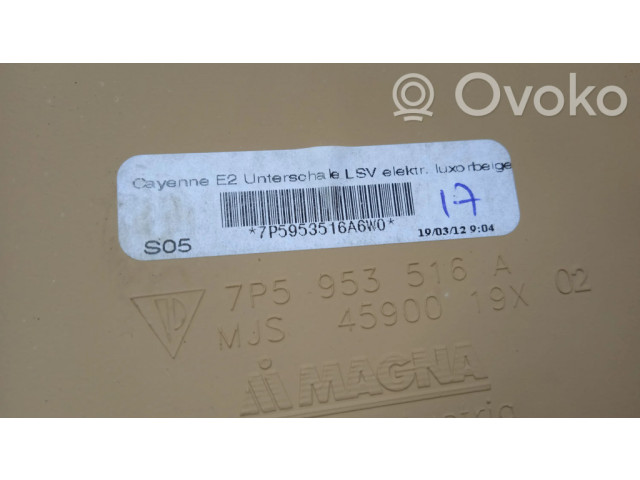 Ovoko
Cayenne E2 Unterschale LSV elektr. luxorbeige
17
*7P5953516A6W0*
S05
19/03/12 9:04
7P5 953 516 A
MJS 45900 19X 02
MAGNA